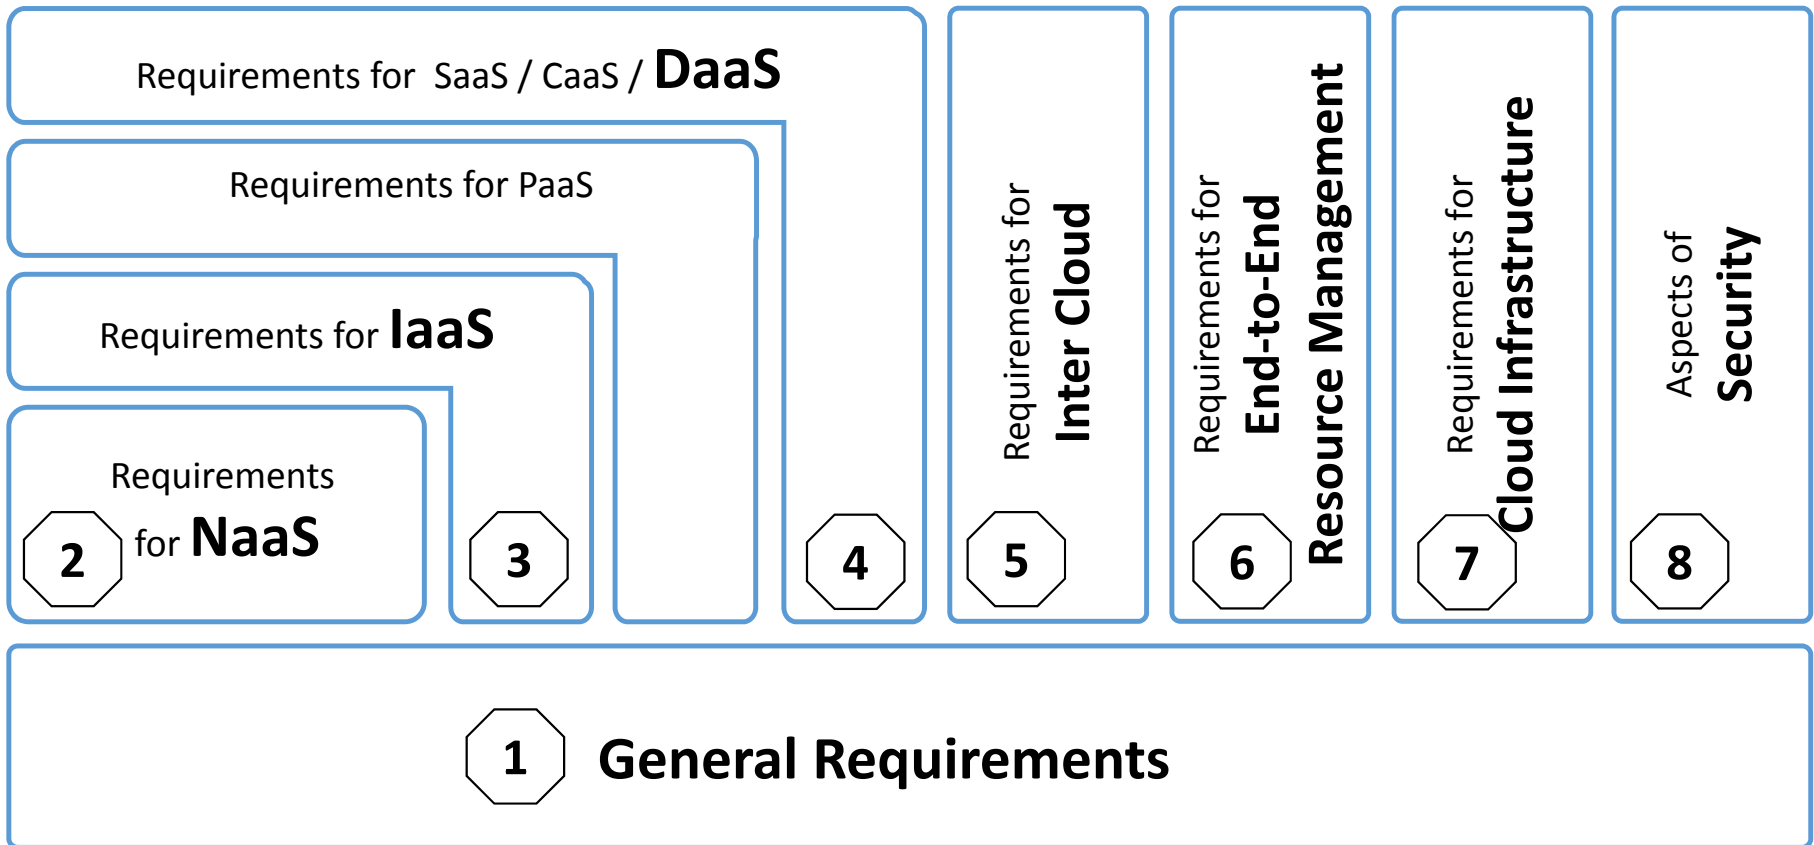 Requirements for SaaS / CaaS / DaaS
Requirements for PaaS
Requirements for IaaS
Requirements
for NaaS
2
3
4
Requirements for
Inter Cloud
5
Requirements for
End-to-End
Resource Management
6
Requirements for
Cloud Infrastructure
7
Aspects of
Security
8
1 General Requirements